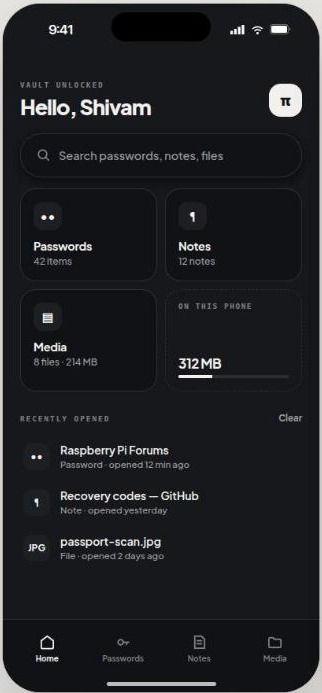 9:41
VAULT UNLOCKED
Hello, Shivam
π
Search passwords, notes, files
Passwords
42 items
¶
Notes
12 notes
Media
8 files · 214 MB
ON THIS PHONE
312 MB
RECENTLY OPENED
Clear
Raspberry Pi Forums
Password · opened 12 min ago
¶
Recovery codes — GitHub
Note · opened yesterday
JPG
passport-scan.jpg
File · opened 2 days ago
Home
Passwords
Notes
Media